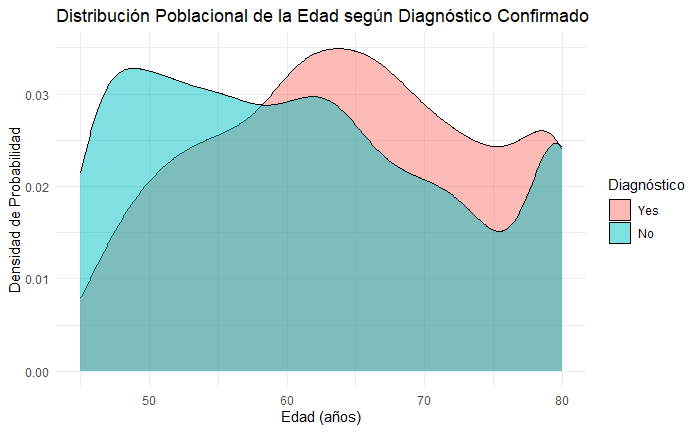 Distribución Poblacional de la Edad según Diagnóstico Confirmado
Densidad de Probabilidad
0.03
0.02
0.01
0.00
50 60 70 80
Edad (años)
Diagnóstico
Yes
No